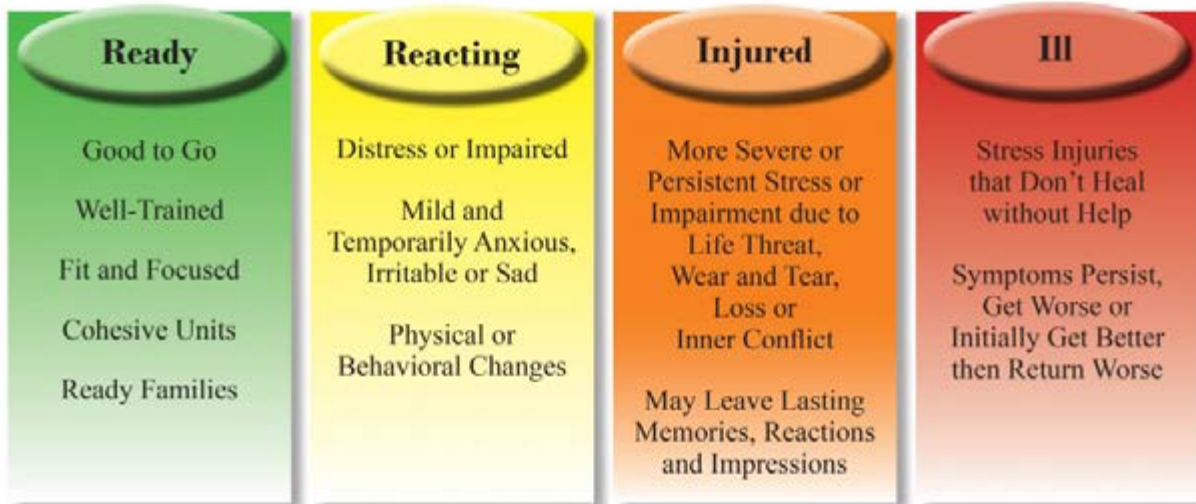 Ready
Good to Go
Well-Trained
Fit and Focused
Cohesive Units
Ready Families
Reacting
Distress or Impaired
Mild and
Temporarily Anxious,
Irritable or Sad
Physical or
Behavioral Changes
Injured
More Severe or
Persistent Stress or
Impairment due to
Life Threat,
Wear and Tear,
Loss or
Inner Conflict
May Leave Lasting
Memories, Reactions
and Impressions
Ill
Stress Injuries
that Don't Heal
without Help
Symptoms Persist,
Get Worse or
Initially Get Better
then Return Worse